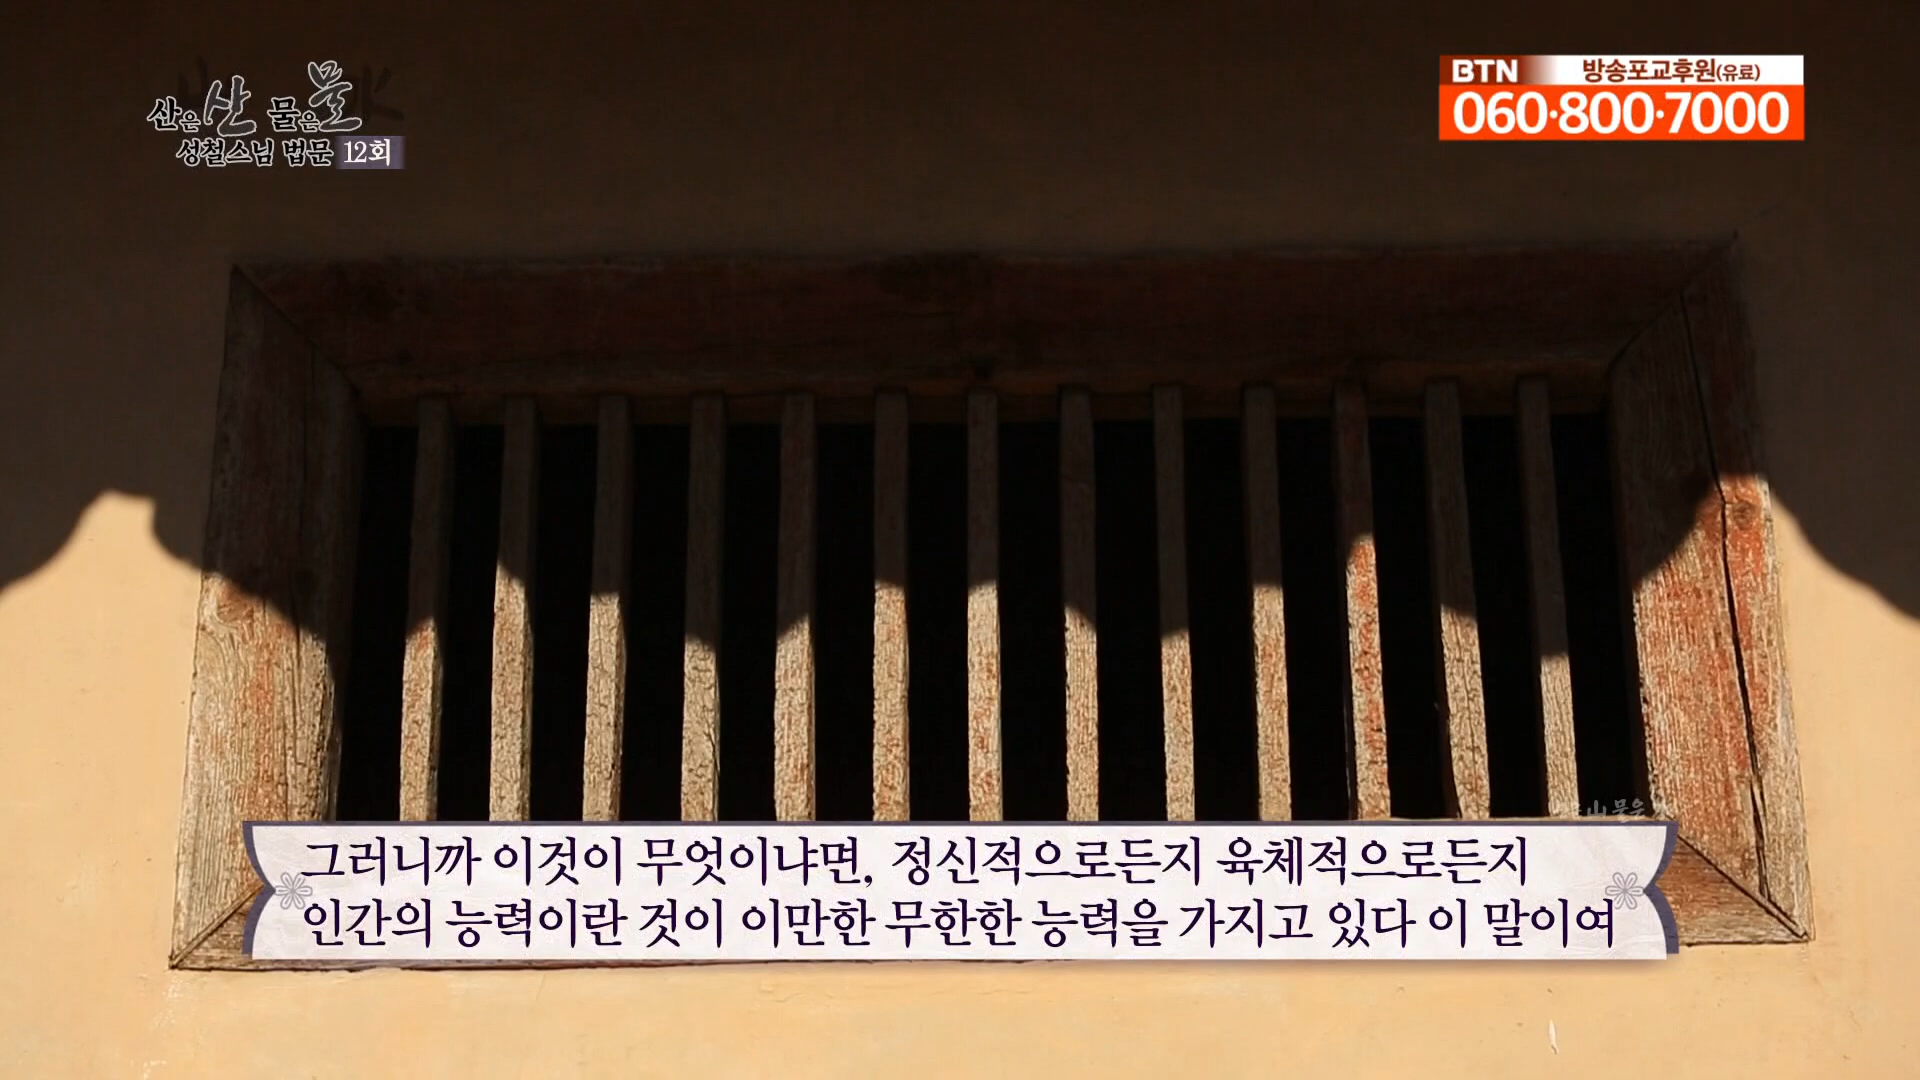 산은 산 물은 물
성철스님 법문 12회
BTN 방송포교후원(유료)
060·800·7000
그러니까 이것이 무엇이냐면, 정신적으로든지 육체적으로든지
인간의 능력이란 것이 이만한 무한한 능력을 가지고 있다 이 말이여